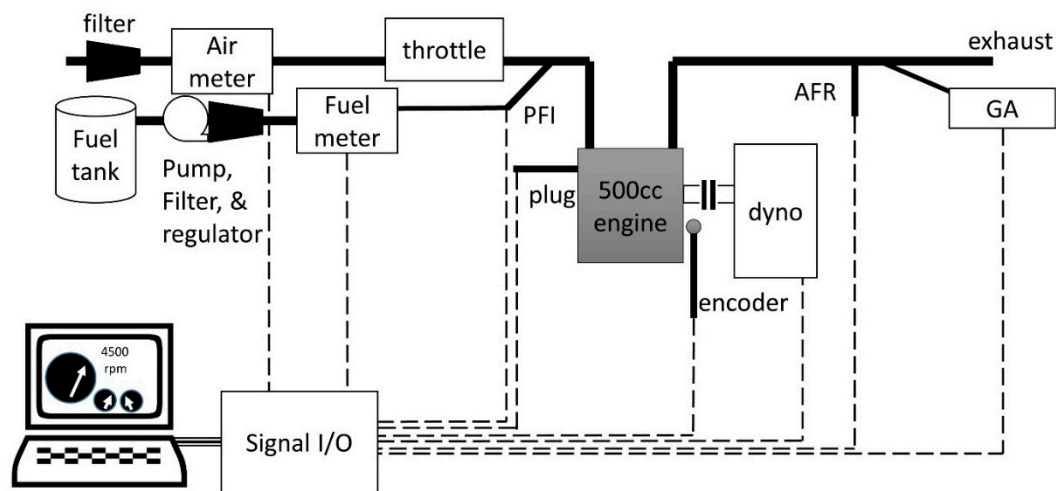 filter
Air
meter
throttle
exhaust
Fuel
tank
Fuel
meter
PFI
AFR
GA
Pump,
Filter, &
regulator
plug
500cc
engine
dyno
encoder
4500
rpm
Signal I/O